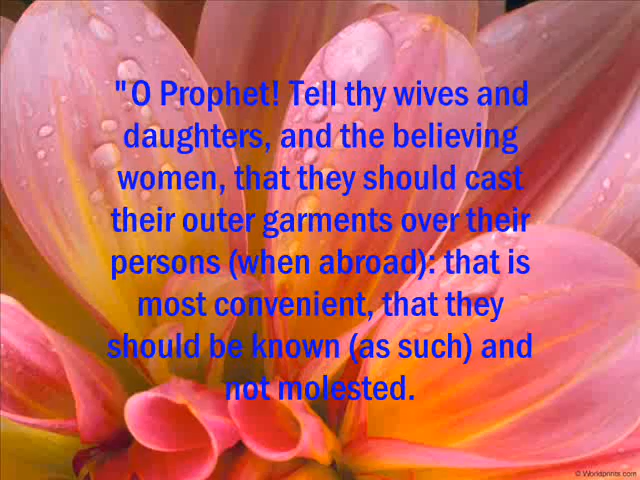 "O Prophet! Tell thy wives and
daughters, and the believing
women, that they should cast
their outer garments over their
persons (when abroad): that is
most convenient, that they
should be known (as such) and
not molested.
© Worldprints.com